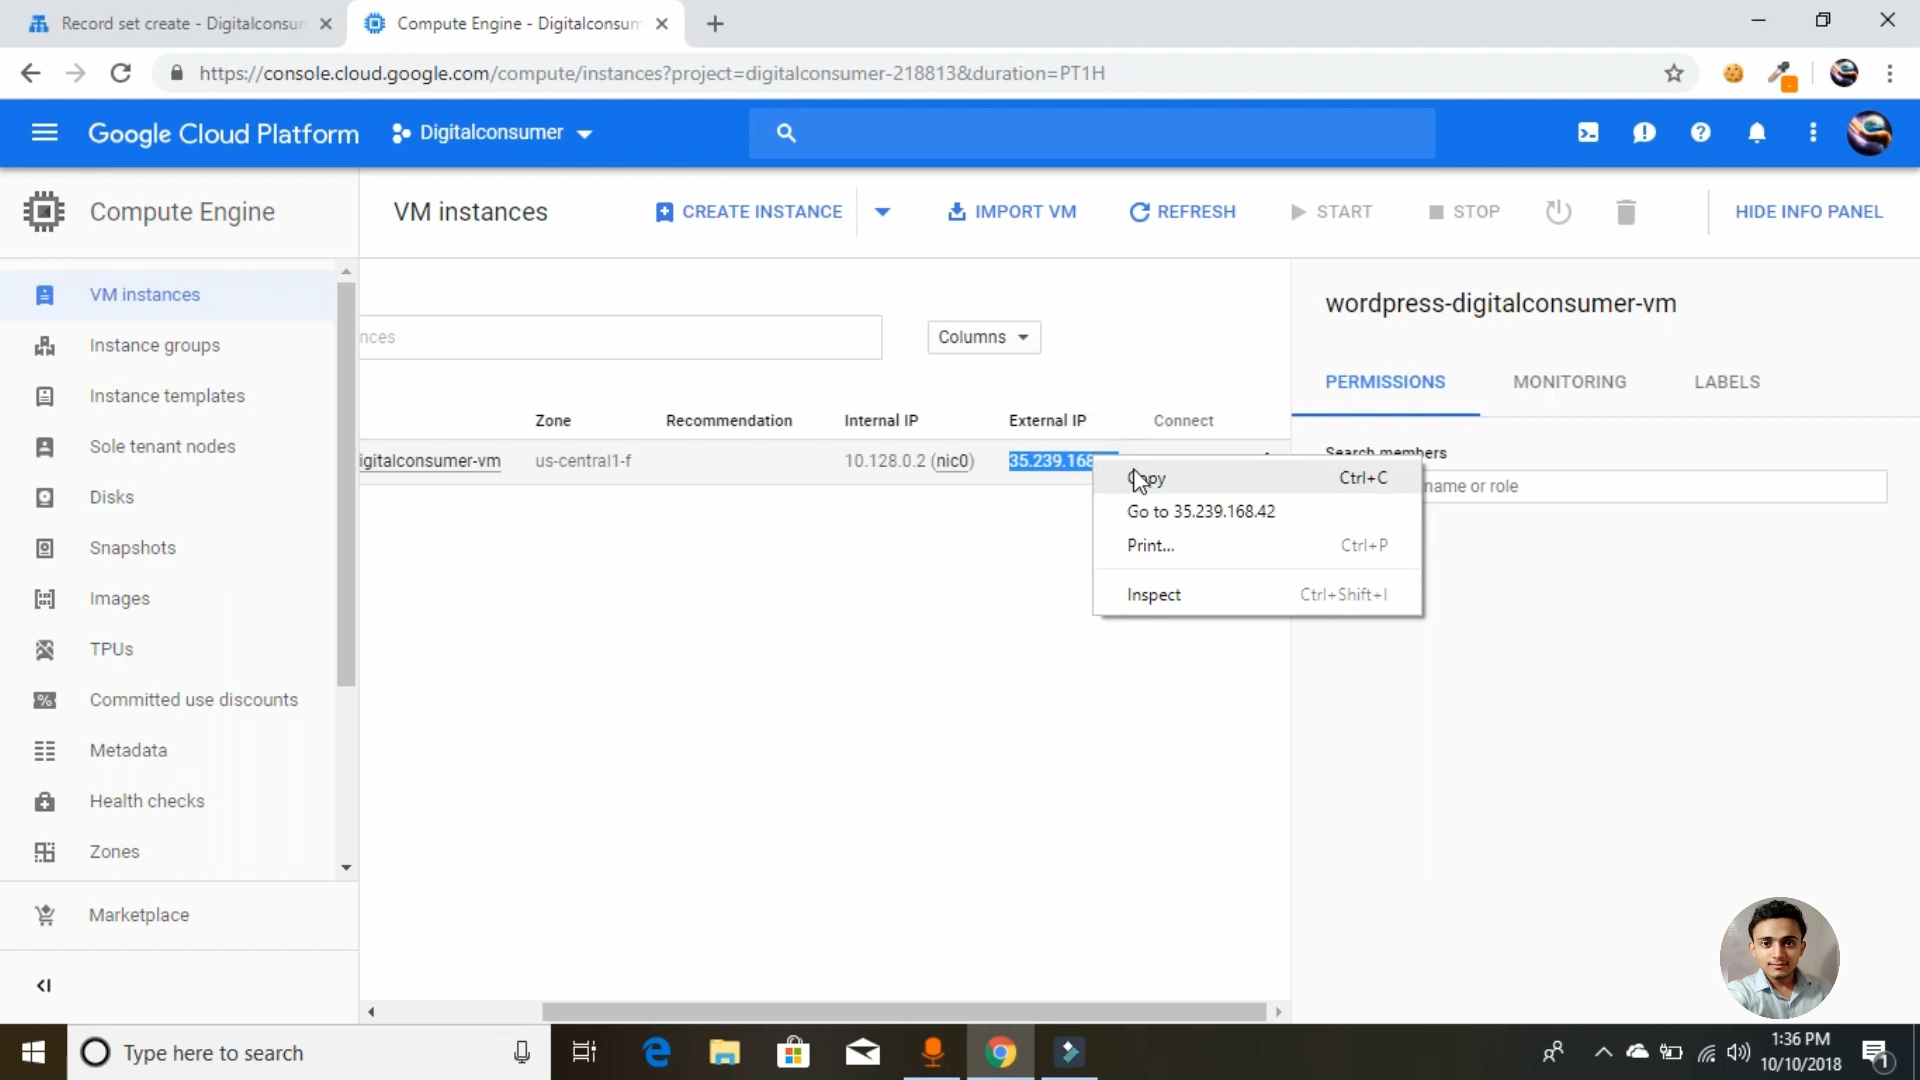 Record set create - Digitalconsum
Compute Engine - Digitalconsum
https://console.cloud.google.com/compute/instances?project=digitalconsumer-218813&duration=PT1H
Google Cloud Platform
Digitalconsumer
Compute Engine
VM instances
CREATE INSTANCE
IMPORT VM
REFRESH
START
STOP
HIDE INFO PANEL
VM instances
Instance groups
Instance templates
Sole tenant nodes
Disks
Snapshots
Images
TPUs
Committed use discounts
Metadata
Health checks
Zones
Marketplace
nces
Columns
Zone Recommendation Internal IP External IP Connect
igitalconsumer-vm us-central1-f 10.128.0.2 (nic0) 35.239.168
Copy Ctrl+C
Go to 35.239.168.42
Print... Ctrl+P
Inspect Ctrl+Shift+I
wordpress-digitalconsumer-vm
PERMISSIONS MONITORING LABELS
Search members
name or role
Type here to search
1:36 PM
10/10/2018
1